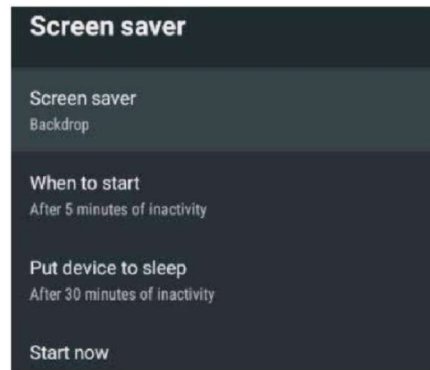 Screen saver
Screen saver
Backdrop
When to start
After 5 minutes of inactivity
Put device to sleep
After 30 minutes of inactivity
Start now